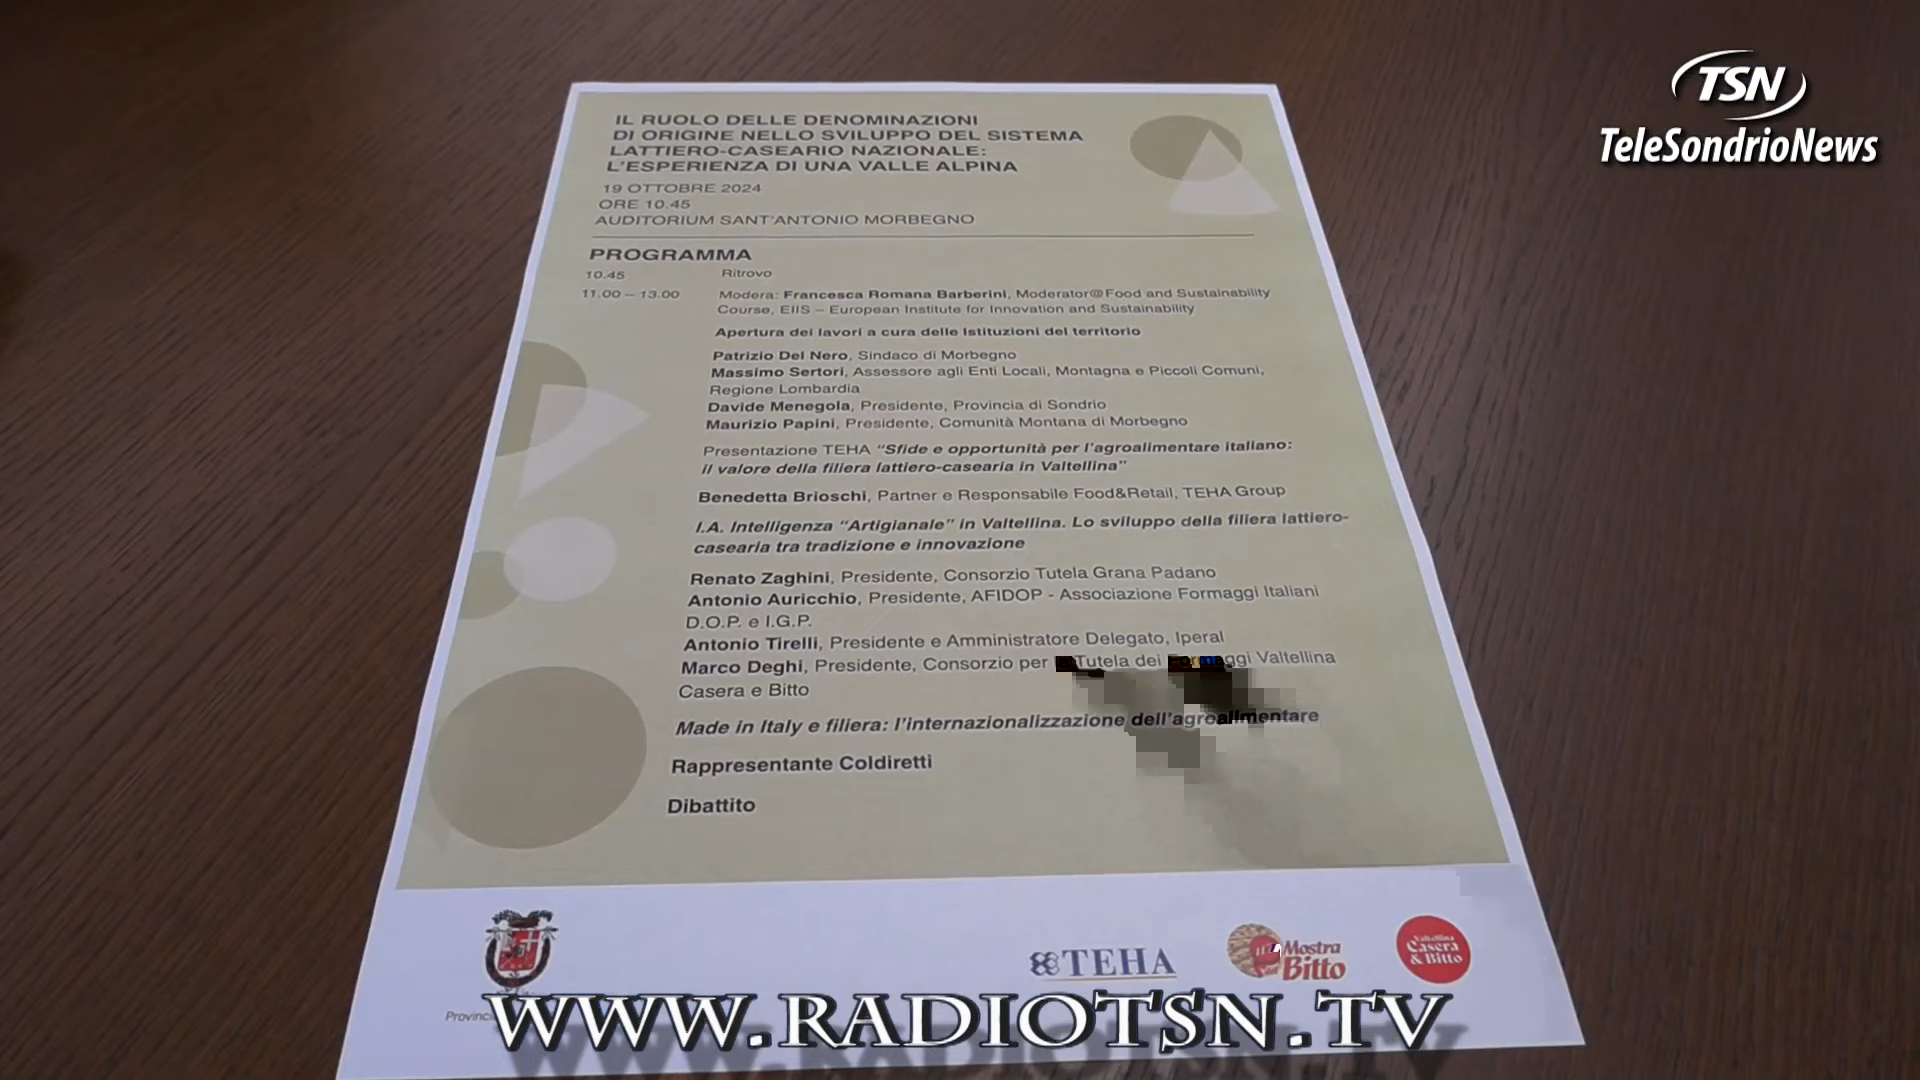 TSN
TeleSondrioNews
IL RUOLO DELLE DENOMINAZIONI
DI ORIGINE NELLO SVILUPPO DEL SISTEMA
LATTIERO-CASEARIO NAZIONALE:
L'ESPERIENZA DI UNA VALLE ALPINA
19 OTTOBRE 2024
ORE 10.45
AUDITORIUM SANT'ANTONIO MORBEGNO
PROGRAMMA
10.45 Ritrovo
11.00 – 13.00 Modera: Francesca Romana Barberini, Moderator@Food and Sustainability
Course, EIIS – European Institute for Innovation and Sustainability
Apertura dei lavori a cura delle Istituzioni del territorio
Patrizio Del Nero, Sindaco di Morbegno
Massimo Sertori, Assessore agli Enti Locali, Montagna e Piccoli Comuni,
Regione Lombardia
Davide Menegola, Presidente, Provincia di Sondrio
Maurizio Papini, Presidente, Comunità Montana di Morbegno
Presentazione TEHA "Sfide e opportunità per l'agroalimentare italiano:
il valore della filiera lattiero-casearia in Valtellina"
Benedetta Brioschi, Partner e Responsabile Food&Retail, TEHA Group
I.A. Intelligenza "Artigianale" in Valtellina. Lo sviluppo della filiera lattiero-
casearia tra tradizione e innovazione
Renato Zaghini, Presidente, Consorzio Tutela Grana Padano
Antonio Auricchio, Presidente, AFIDOP - Associazione Formaggi Italiani
D.O.P. e I.G.P.
Antonio Tirelli, Presidente e Amministratore Delegato, Iperal
Marco Deghi, Presidente, Consorzio per la Tutela dei Formaggi Valtellina
Casera e Bitto
Made in Italy e filiera: l'internazionalizzazione dell'agroalimentare
Rappresentante Coldiretti
Dibattito
TEHA
Mostra
del Bitto
Valtellina
Casera
& Bitto
WWW.RADIOTSN.TV